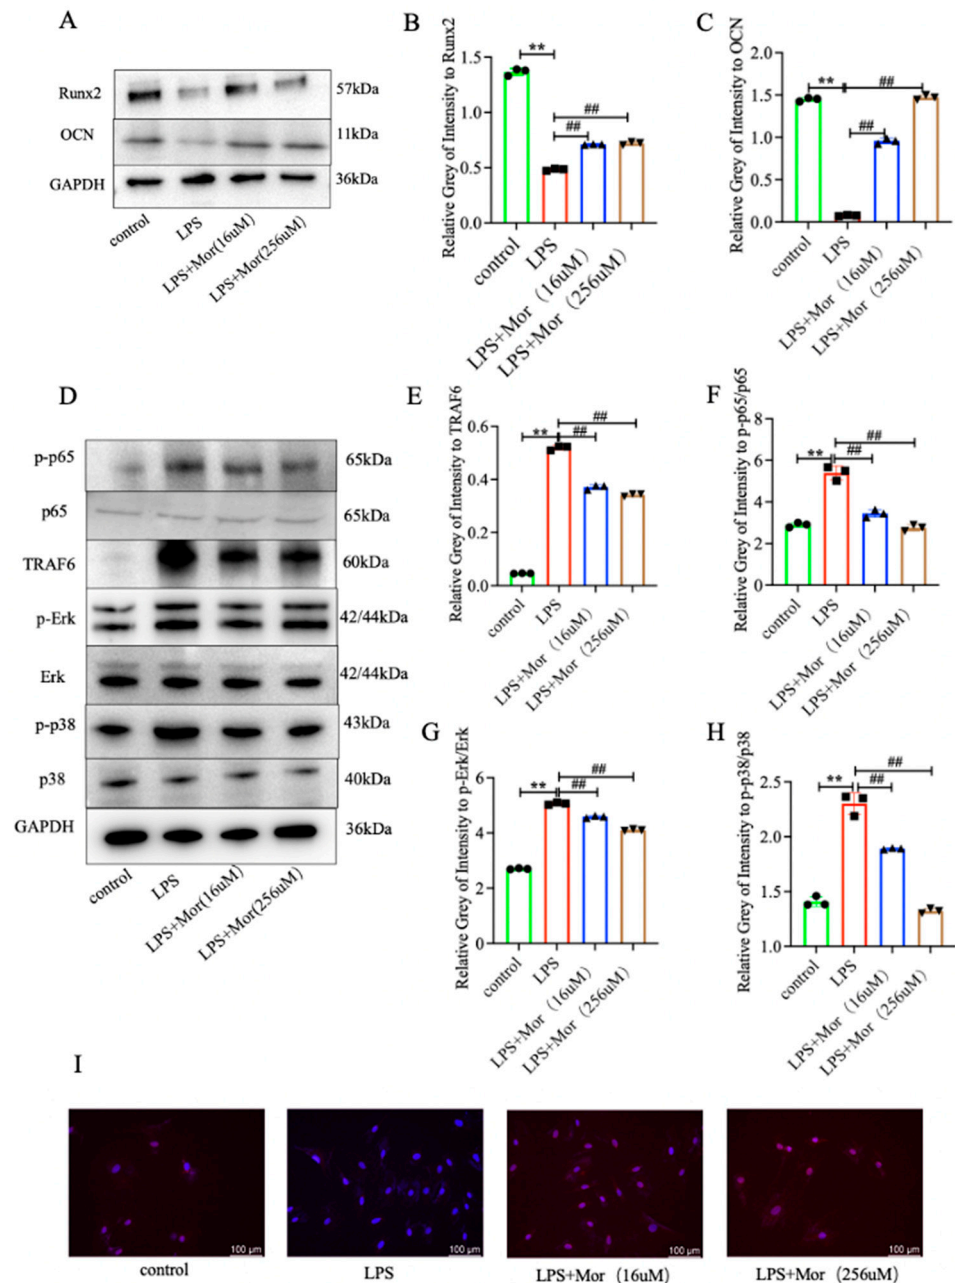 A
Runx2
57kDa
OCN
11kDa
GAPDH
36kDa
control
LPS
LPS+Mor(16uM)
LPS+Mor(256uM)
B
Relative Grey of Intensity to Runx2
1.5
1.0
0.5
0.0
**
##
##
control
LPS
LPS+Mor (16uM)
LPS+Mor (256uM)
C
Relative Grey of Intensity to OCN
2.0
1.5
1.0
0.5
0.0
** ##
##
control
LPS
LPS+Mor (16uM)
LPS+Mor (256uM)
D
p-p65
65kDa
p65
65kDa
TRAF6
60kDa
p-Erk
42/44kDa
Erk
42/44kDa
p-p38
43kDa
p38
40kDa
GAPDH
36kDa
control
LPS
LPS+Mor(16uM)
LPS+Mor(256uM)
E
Relative Grey of Intensity to TRAF6
0.6
0.4
0.2
0.0
##
** ##
control
LPS
LPS+Mor (16uM)
LPS+Mor (256uM)
F
Relative Grey of Intensity to p-p65/p65
8
6
4
2
0
##
** ##
control
LPS
LPS+Mor (16uM)
LPS+Mor (256uM)
G
Relative Grey of Intensity to p-Erk/Erk
6
4
2
0
##
** ##
control
LPS
LPS+Mor (16uM)
LPS+Mor (256uM)
H
Relative Grey of Intensity to p-p38/p38
2.5
2.0
1.5
1.0
##
** ##
control
LPS
LPS+Mor (16uM)
LPS+Mor (256uM)
I
100 μm
100 μm
100 μm
100 μm
control
LPS
LPS+Mor (16uM)
LPS+Mor (256uM)